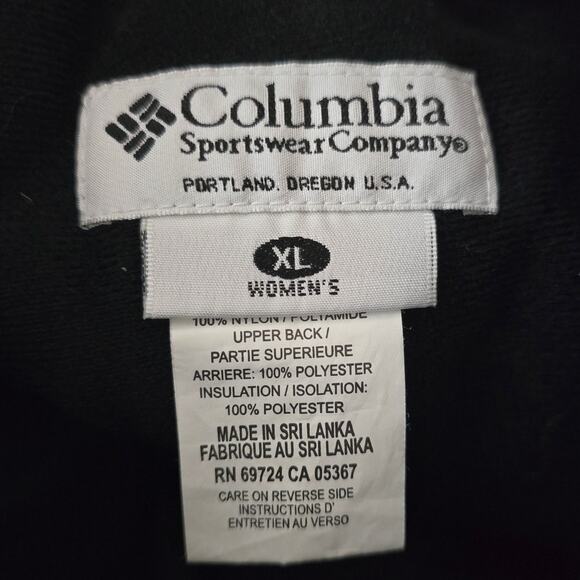 Columbia
Sportswear Company®
PORTLAND, OREGON U.S.A.
XL
WOMEN'S
100% NYLON / POLYAMIDE
UPPER BACK /
PARTIE SUPERIEURE
ARRIERE: 100% POLYESTER
INSULATION / ISOLATION:
100% POLYESTER
MADE IN SRI LANKA
FABRIQUE AU SRI LANKA
RN 69724 CA 05367
CARE ON REVERSE SIDE
INSTRUCTIONS D'
ENTRETIEN AU VERSO